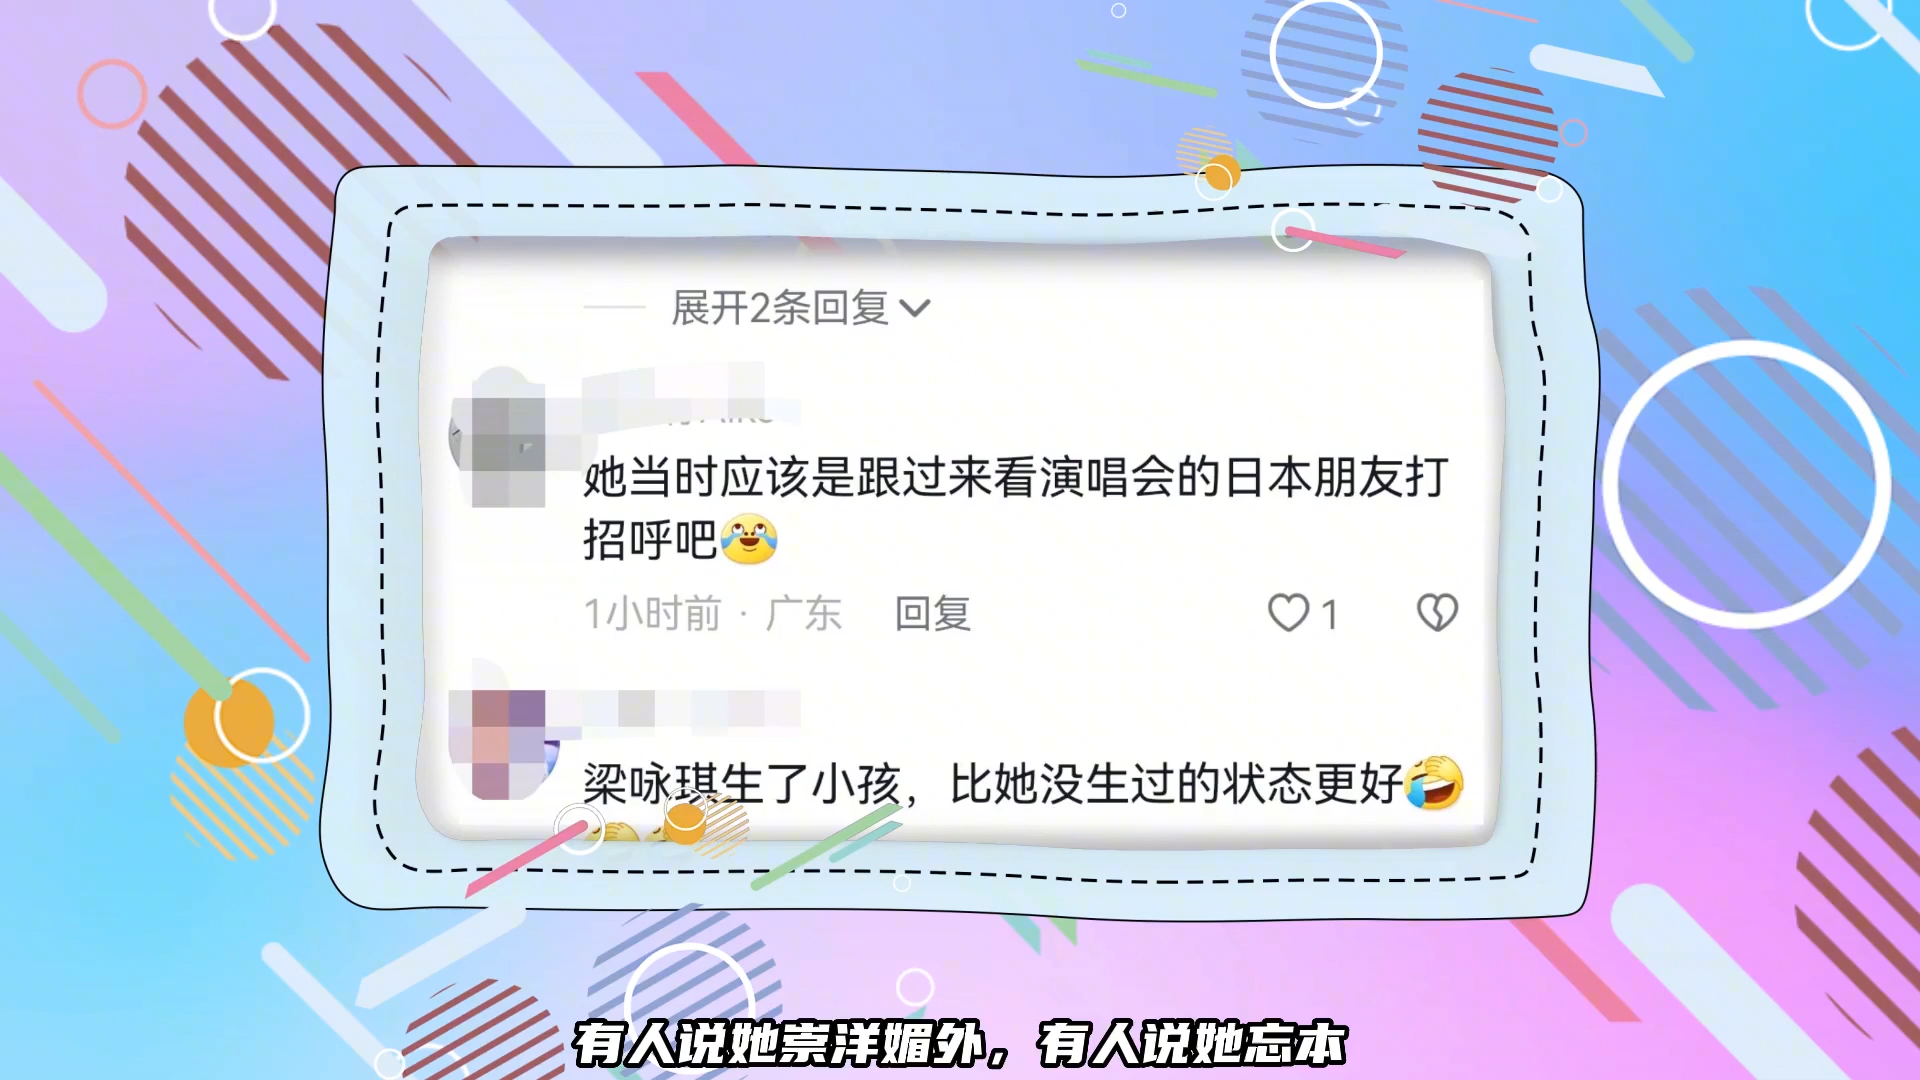 展开2条回复
她当时应该是跟过来看演唱会的日本朋友打
招呼吧
1小时前 · 广东 回复 1
梁咏琪生了小孩，比她没生过的状态更好
有人说她崇洋媚外，有人说她忘本